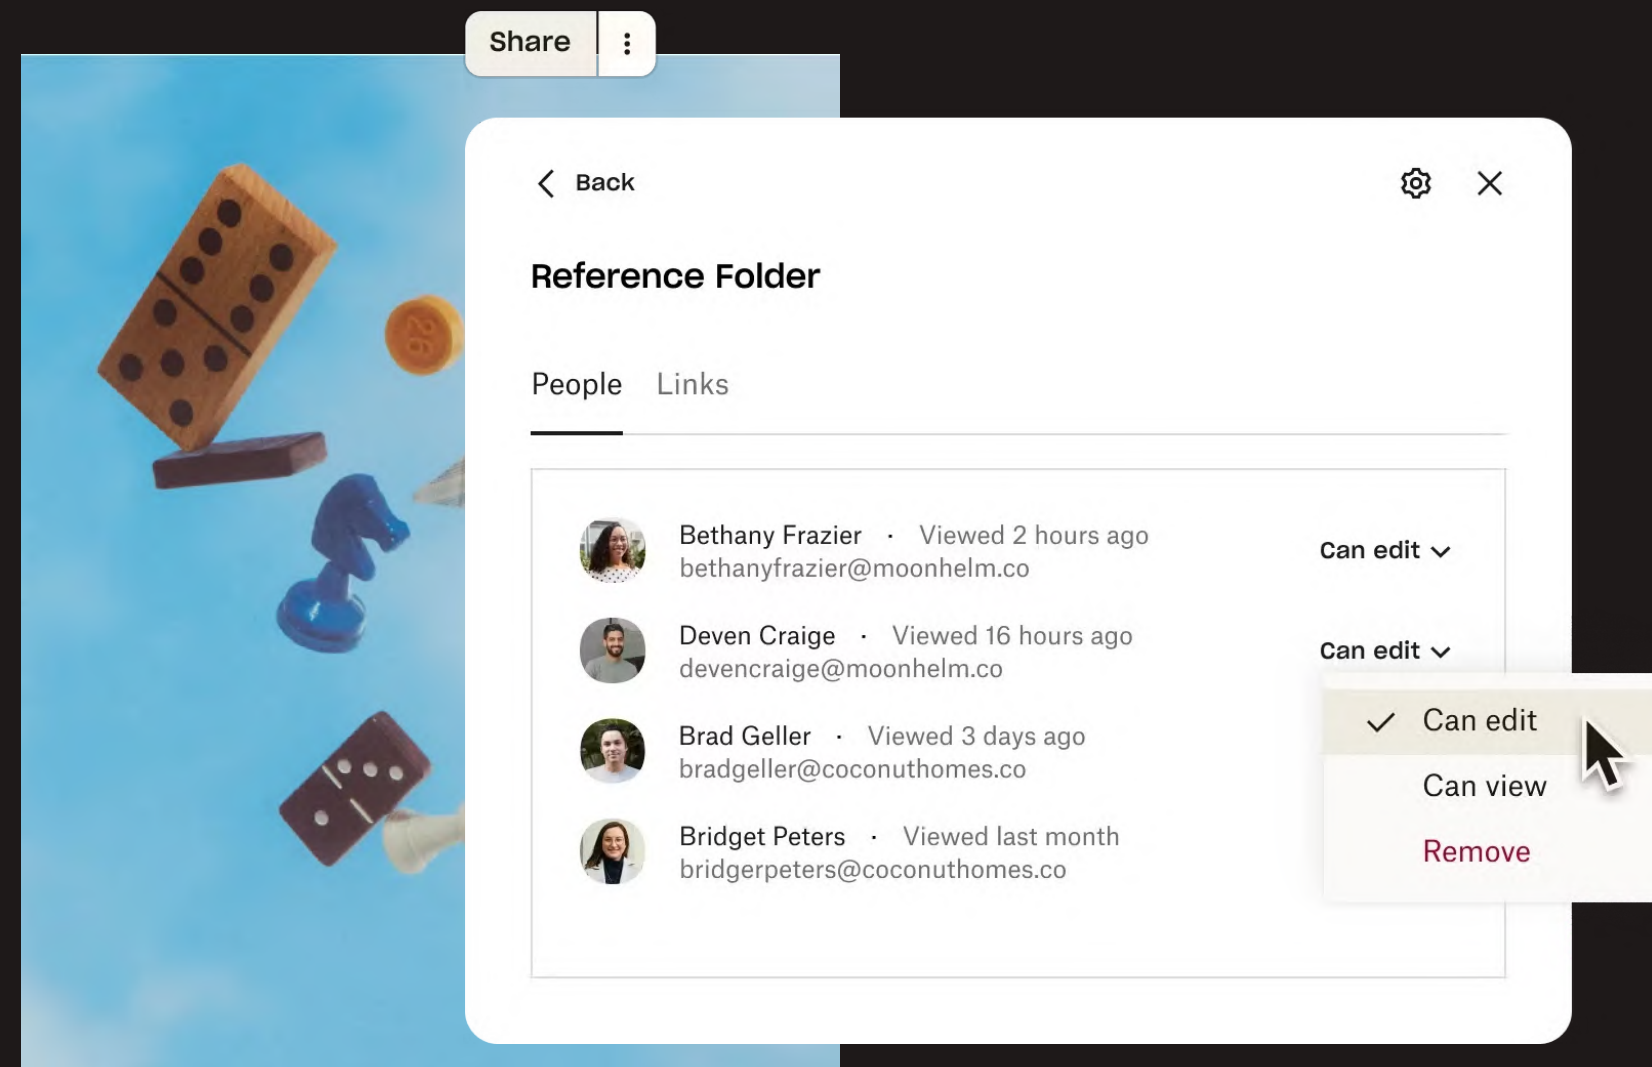 Share
Back
Reference Folder
People Links
Bethany Frazier · Viewed 2 hours ago
bethanyfrazier@moonhelm.co
Can edit
Deven Craige · Viewed 16 hours ago
devencraige@moonhelm.co
Can edit
Can edit
Can view
Remove
Brad Geller · Viewed 3 days ago
bradgeller@coconuthomes.co
Bridget Peters · Viewed last month
bridgerpeters@coconuthomes.co
26